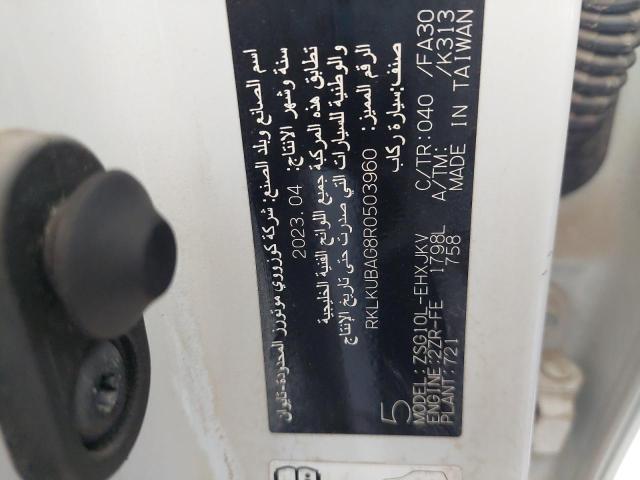 اسم الصانع وبلد الصنع: شركة كوزوي موتورز المحدودة-تايوان
سنة وشهر الإنتاج: 2023.04
تطابق هذه المركبة جميع اللوائح الفنية الخليجية
والوطنية للسيارات التي صدرت حتى تاريخ الإنتاج
الرقم المميز: RKLKUBAG8R0503960
صنف:سيارة ركاب
5
MODEL:ZSG10L-EHXJKV C/TR:040 /FA30
ENGINE:2ZR-FE 1798L A/TM: /K313
PLANT:721 758 MADE IN TAIWAN